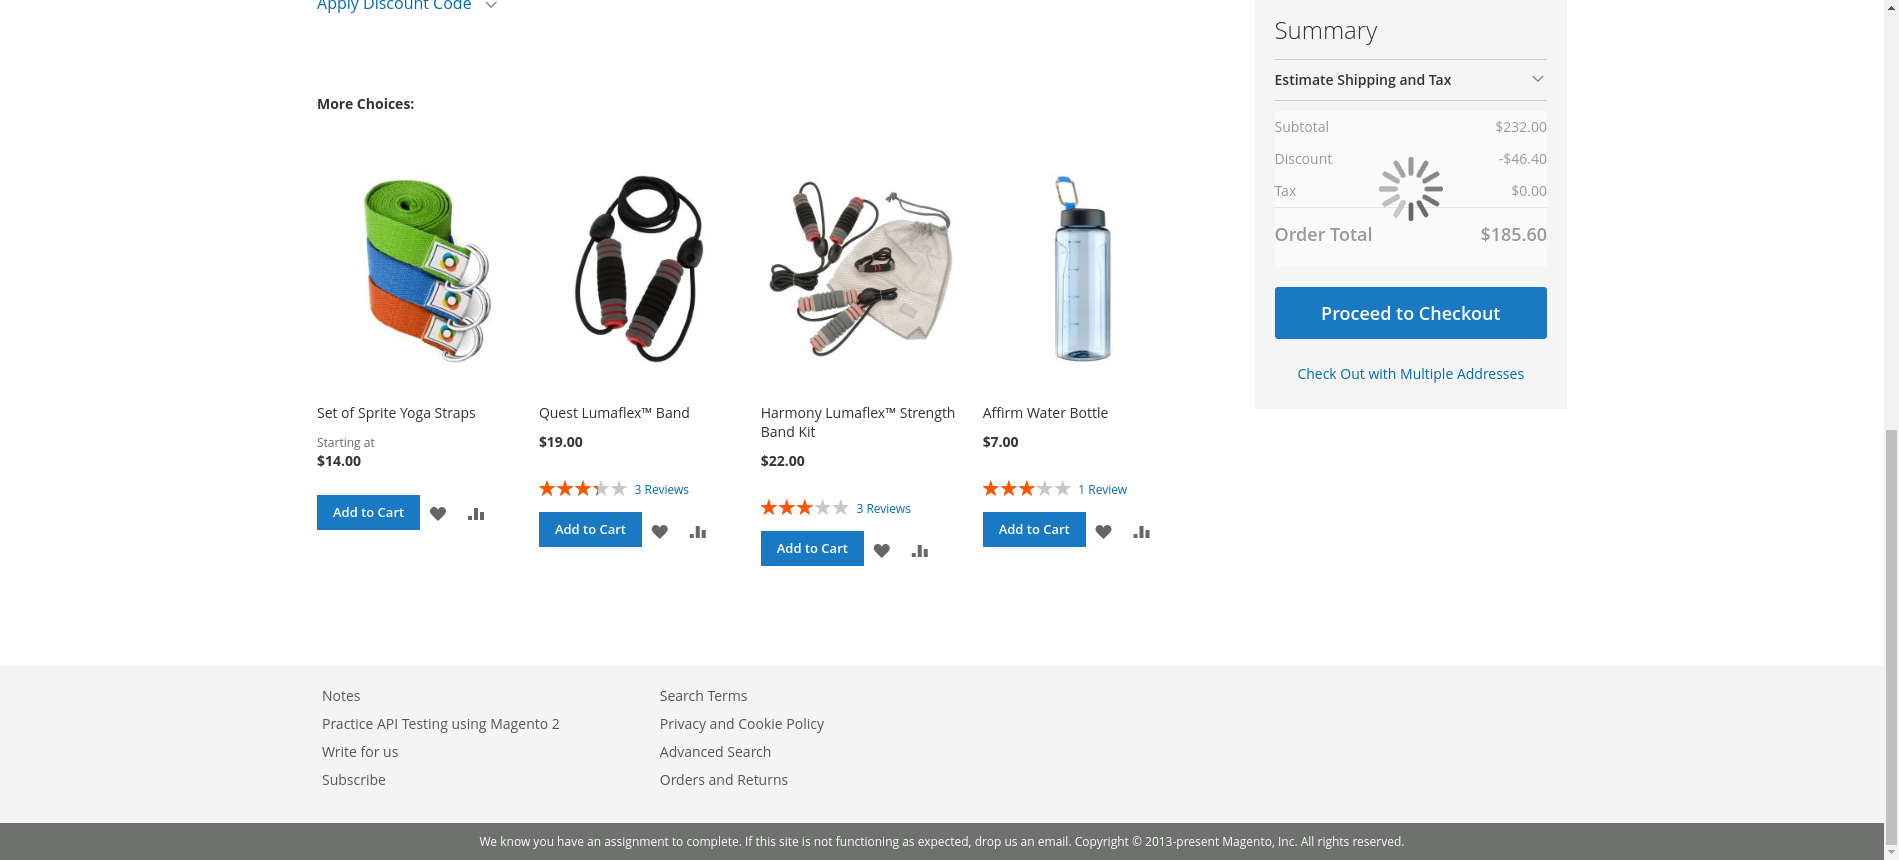 Apply Discount Code
More Choices:
Set of Sprite Yoga Straps
Starting at
$14.00
Add to Cart
Quest Lumaflex™ Band
$19.00
3 Reviews
Add to Cart
Harmony Lumaflex™ Strength
Band Kit
$22.00
3 Reviews
Add to Cart
Affirm Water Bottle
$7.00
1 Review
Add to Cart
Summary
Estimate Shipping and Tax
Subtotal $232.00
Discount -$46.40
Tax $0.00
Order Total $185.60
Proceed to Checkout
Check Out with Multiple Addresses
Notes
Practice API Testing using Magento 2
Write for us
Subscribe
Search Terms
Privacy and Cookie Policy
Advanced Search
Orders and Returns
We know you have an assignment to complete. If this site is not functioning as expected, drop us an email. Copyright © 2013-present Magento, Inc. All rights reserved.